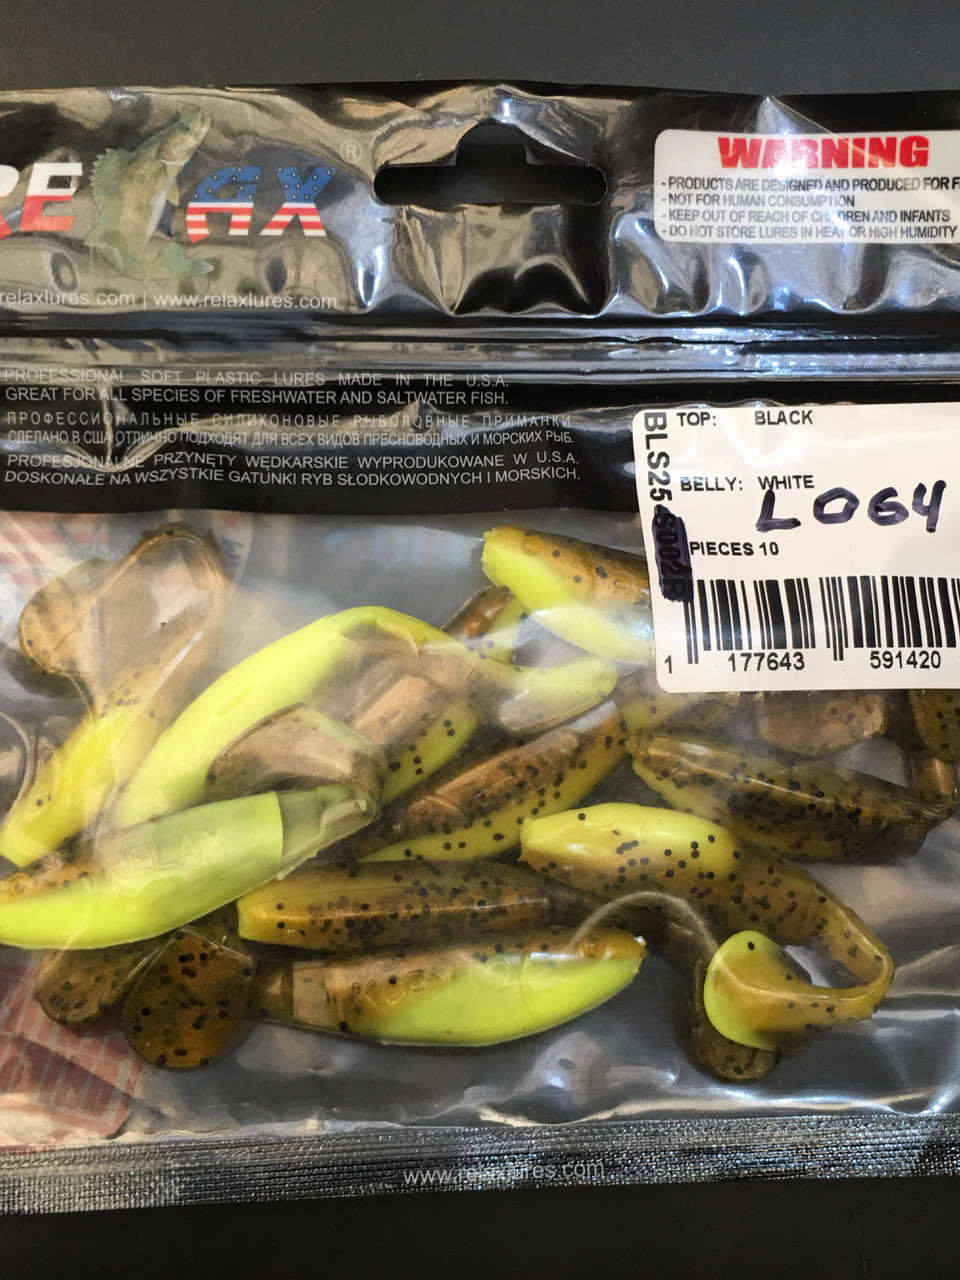 RE AX ®
relaxlures.com | www.relaxlures.com
WARNING
- PRODUCTS ARE DESIGNED AND PRODUCED FOR F
- NOT FOR HUMAN CONSUMPTION
- KEEP OUT OF REACH OF CHILDREN AND INFANTS
- DO NOT STORE LURES IN HEAT OR HIGH HUMIDITY
PROFESSIONAL SOFT PLASTIC LURES MADE IN THE U.S.A.
GREAT FOR ALL SPECIES OF FRESHWATER AND SALTWATER FISH.
ПРОФЕССИОНАЛЬНЫЕ СИЛИКОНОВЫЕ РЫБОЛОВНЫЕ ПРИМАНКИ
СДЕЛАНО В США ОТЛИЧНО ПОДХОДЯТ ДЛЯ ВСЕХ ВИДОВ ПРЕСНОВОДНЫХ И МОРСКИХ РЫБ.
PROFESJONALNE PRZYNĘTY WĘDKARSKIE WYPRODUKOWANE W U.S.A.
DOSKONAŁE NA WSZYSTKIE GATUNKI RYB SŁODKOWODNYCH I MORSKICH.
BLS25
TOP: BLACK
BELLY: WHITE
L064
PIECES 10
1 177643 591420
RELAX
KOPYTO
www.relaxlures.com